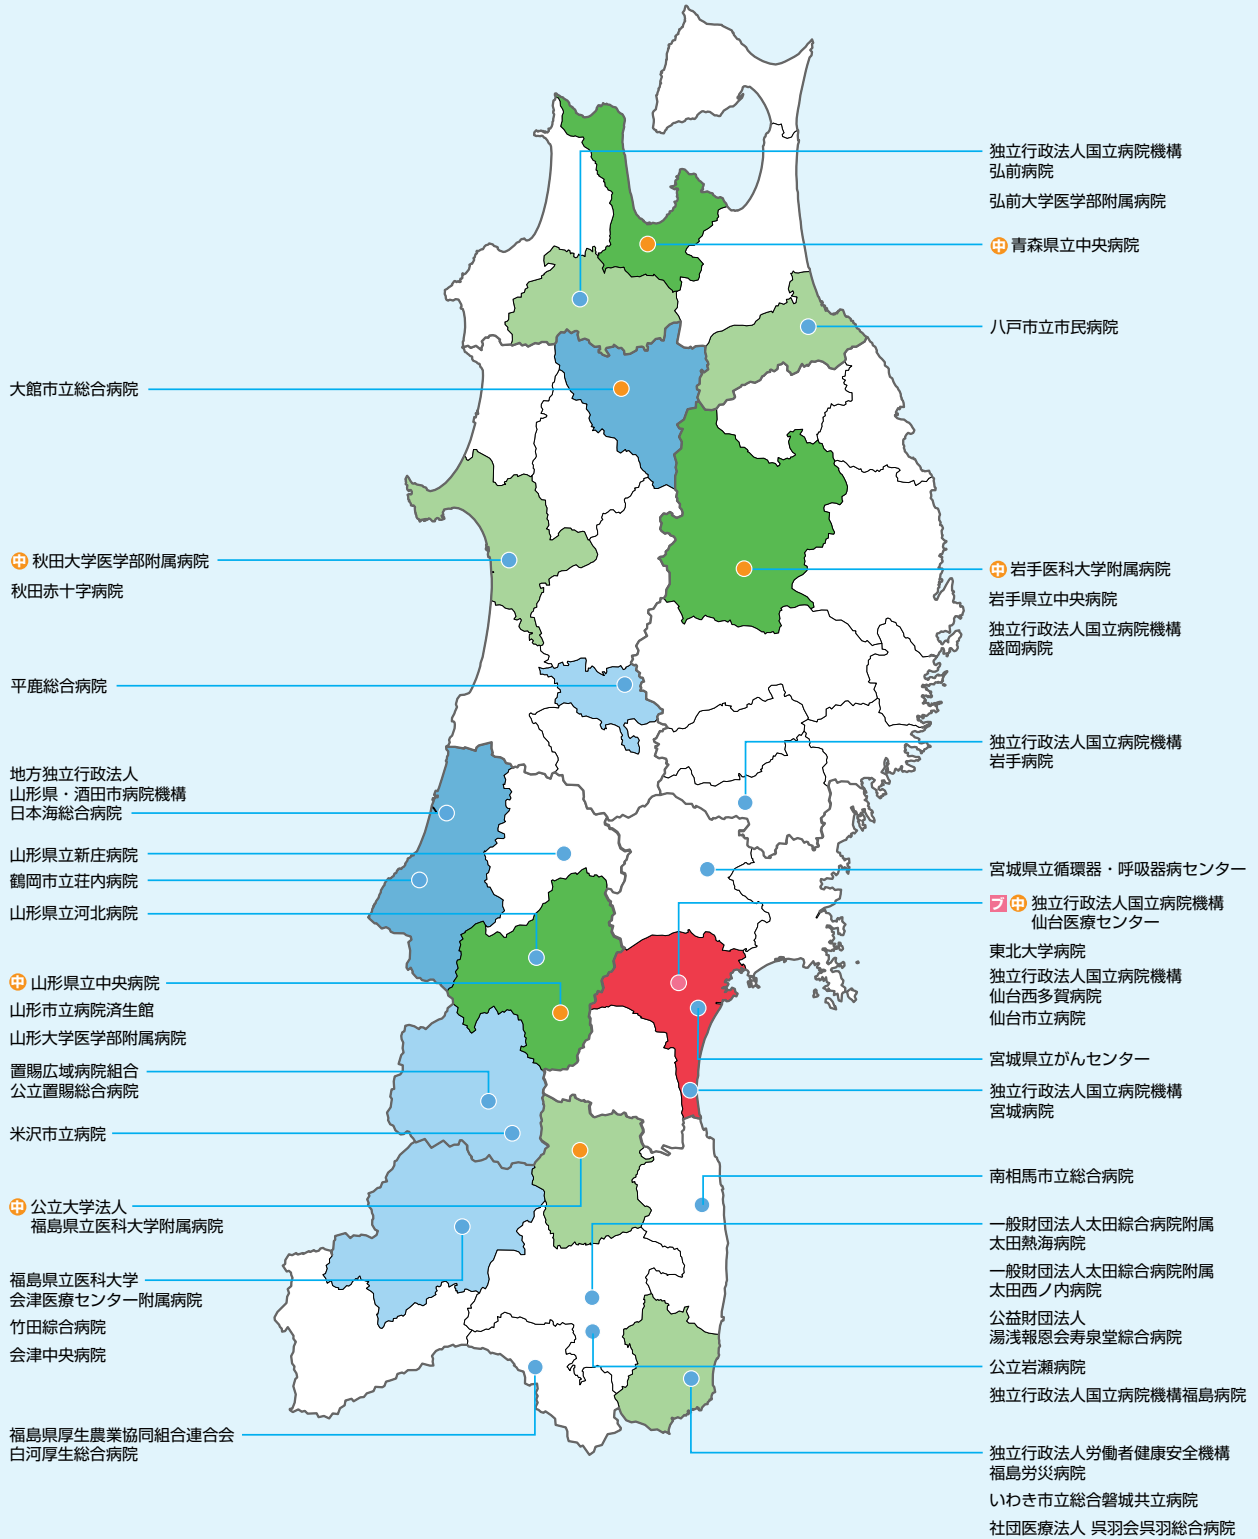 大館市立総合病院
中 秋田大学医学部附属病院
秋田赤十字病院
平鹿総合病院
地方独立行政法人
山形県・酒田市病院機構
日本海総合病院
山形県立新庄病院
鶴岡市立荘内病院
山形県立河北病院
中 山形県立中央病院
山形市立病院済生館
山形大学医学部附属病院
置賜広域病院組合
公立置賜総合病院
米沢市立病院
中 公立大学法人
福島県立医科大学附属病院
福島県立医科大学
会津医療センター附属病院
竹田綜合病院
会津中央病院
福島県厚生農業協同組合連合会
白河厚生総合病院
独立行政法人国立病院機構
弘前病院
弘前大学医学部附属病院
中 青森県立中央病院
八戸市立市民病院
中 岩手医科大学附属病院
岩手県立中央病院
独立行政法人国立病院機構
盛岡病院
独立行政法人国立病院機構
岩手病院
宮城県立循環器・呼吸器病センター
ブ 中 独立行政法人国立病院機構
仙台医療センター
東北大学病院
独立行政法人国立病院機構
仙台西多賀病院
仙台市立病院
宮城県立がんセンター
独立行政法人国立病院機構
宮城病院
南相馬市立総合病院
一般財団法人太田綜合病院附属
太田熱海病院
一般財団法人太田綜合病院附属
太田西ノ内病院
公益財団法人
湯浅報恩会寿泉堂綜合病院
公立岩瀬病院
独立行政法人国立病院機構福島病院
独立行政法人労働者健康安全機構
福島労災病院
いわき市立総合磐城共立病院
社団医療法人 呉羽会呉羽総合病院